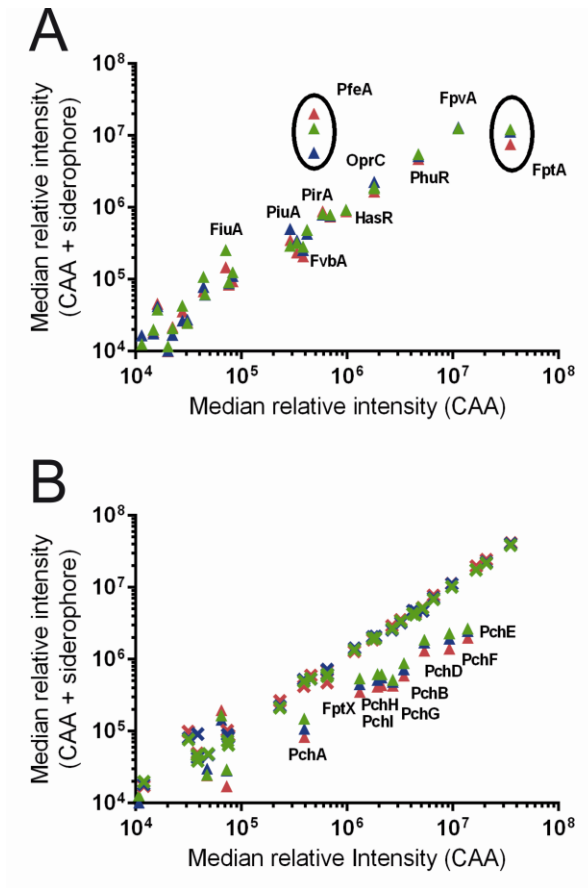 A
Median relative intensity
(CAA + siderophore)
10^8
10^7
10^6
10^5
10^4
PfeA
FpvA
OprC
FptA
PhuR
PirA
PiuA
HasR
FiuA
FvbA
10^4
10^5
10^6
10^7
10^8
Median relative intensity (CAA)
B
Median relative intensity
(CAA + siderophore)
10^8
10^7
10^6
10^5
10^4
PchE
PchF
PchD
PchB
FptX
PchH
PchG
PchI
PchA
10^4
10^5
10^6
10^7
10^8
Median relative Intensity (CAA)